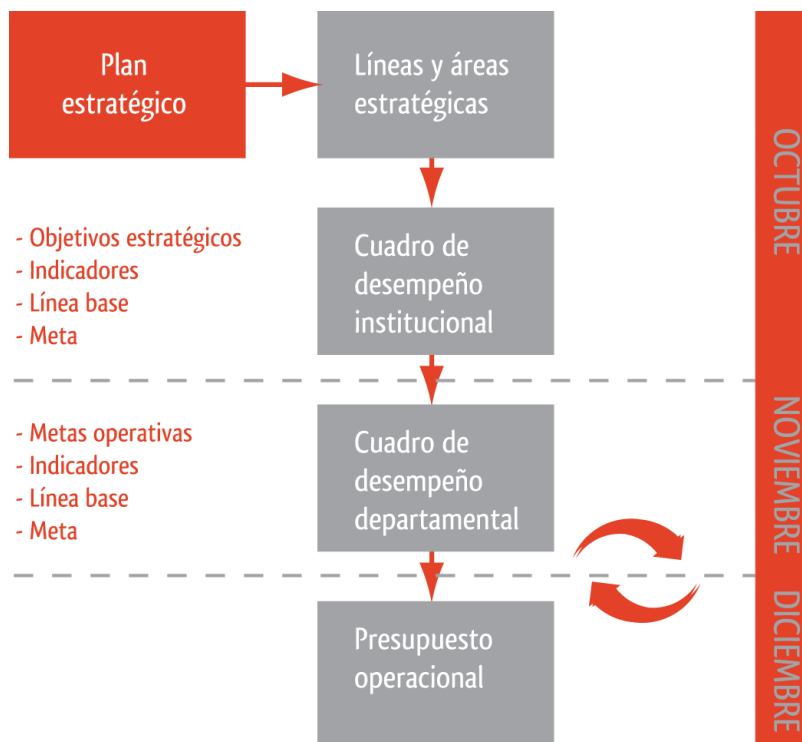 Plan
estratégico
Líneas y áreas
estratégicas
OCTUBRE
- Objetivos estratégicos
- Indicadores
- Línea base
- Meta
Cuadro de
desempeño
institucional
- Metas operativas
- Indicadores
- Línea base
- Meta
Cuadro de
desempeño
departamental
NOVIEMBRE
Presupuesto
operacional
DICIEMBRE